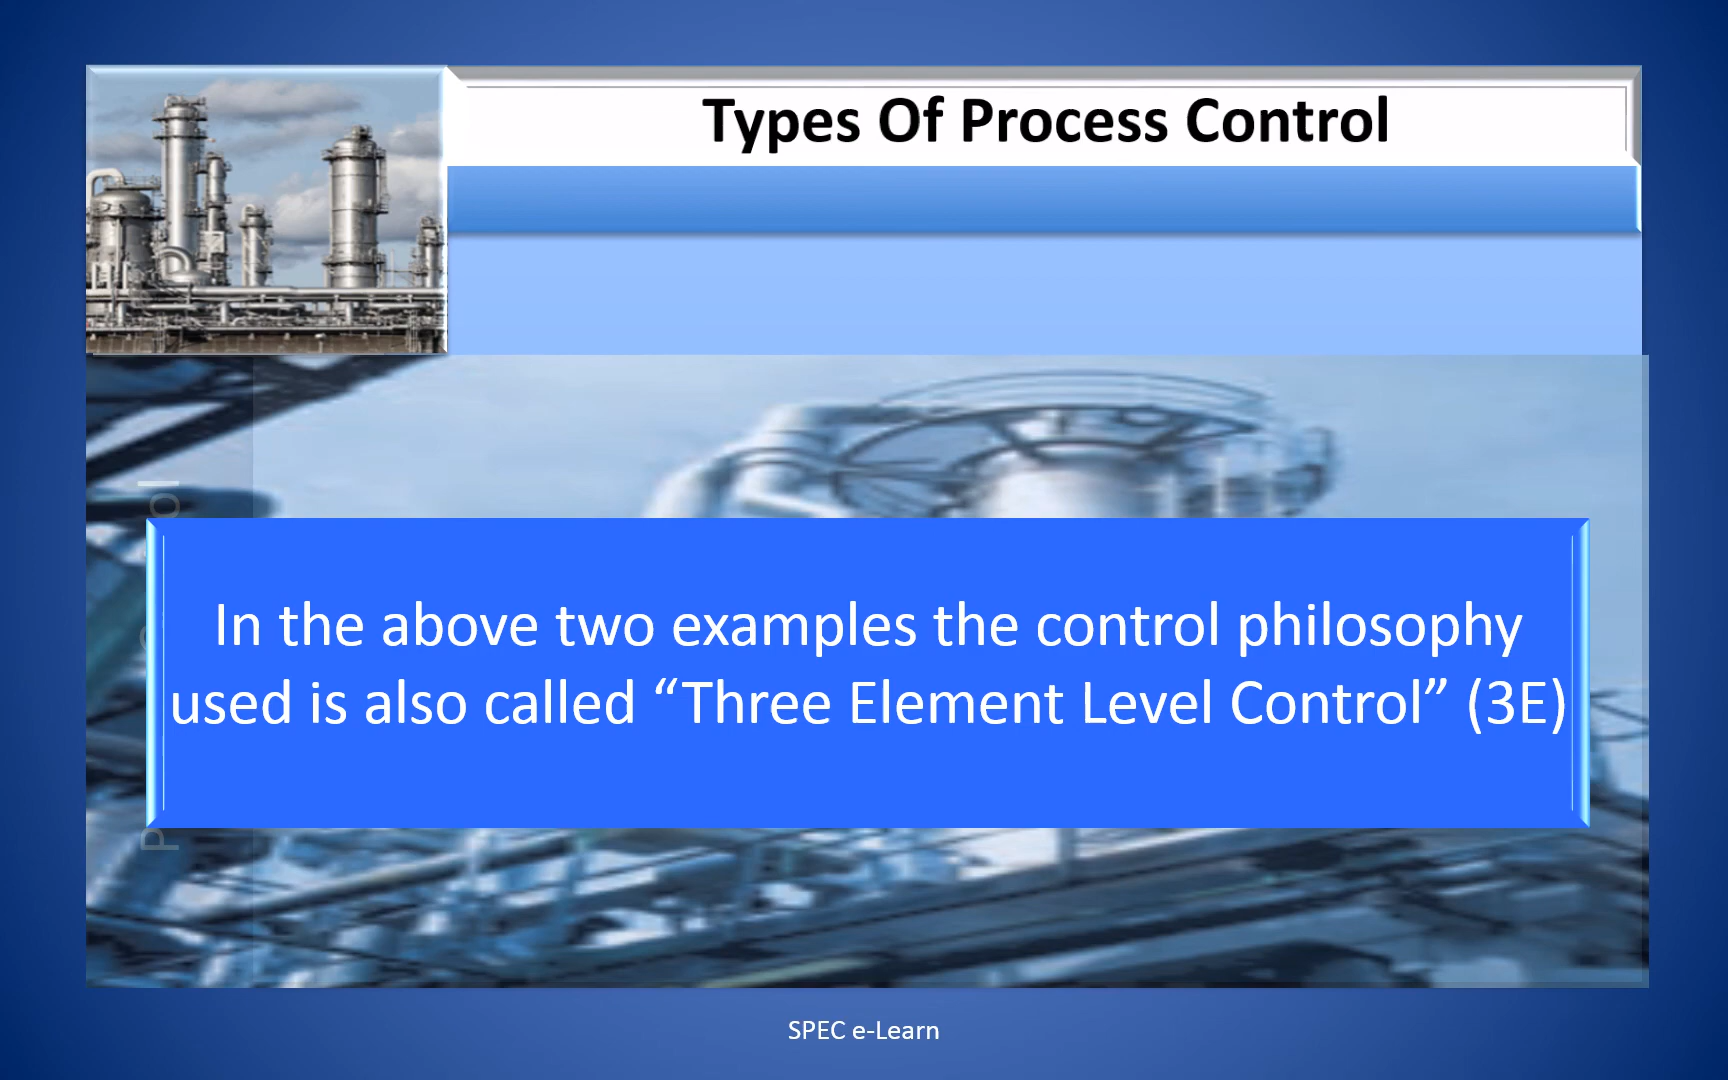 Types Of Process Control
In the above two examples the control philosophy
used is also called “Three Element Level Control” (3E)
SPEC e-Learn